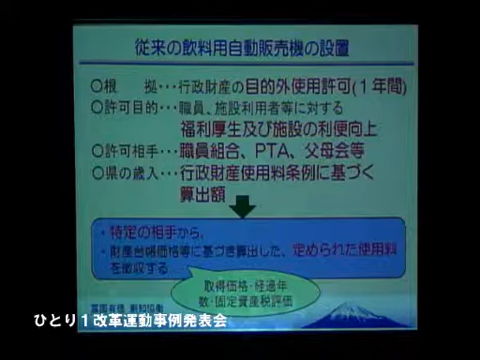 従来の飲料用自動販売機の設置
○根　拠･･･行政財産の目的外使用許可(１年間)
○許可目的･･･職員、施設利用者等に対する
福利厚生及び施設の利便向上
○許可相手･･･職員組合、PTA、父母会等
○県の歳入･･･行政財産使用料条例に基づく
算出額
・特定の相手から、
・財産台帳価格等に基づき算出した、定められた使用料
を徴収する
取得価格・経過年
数・固定資産税評価
富国有徳 創知協働
ひとり１改革運動事例発表会